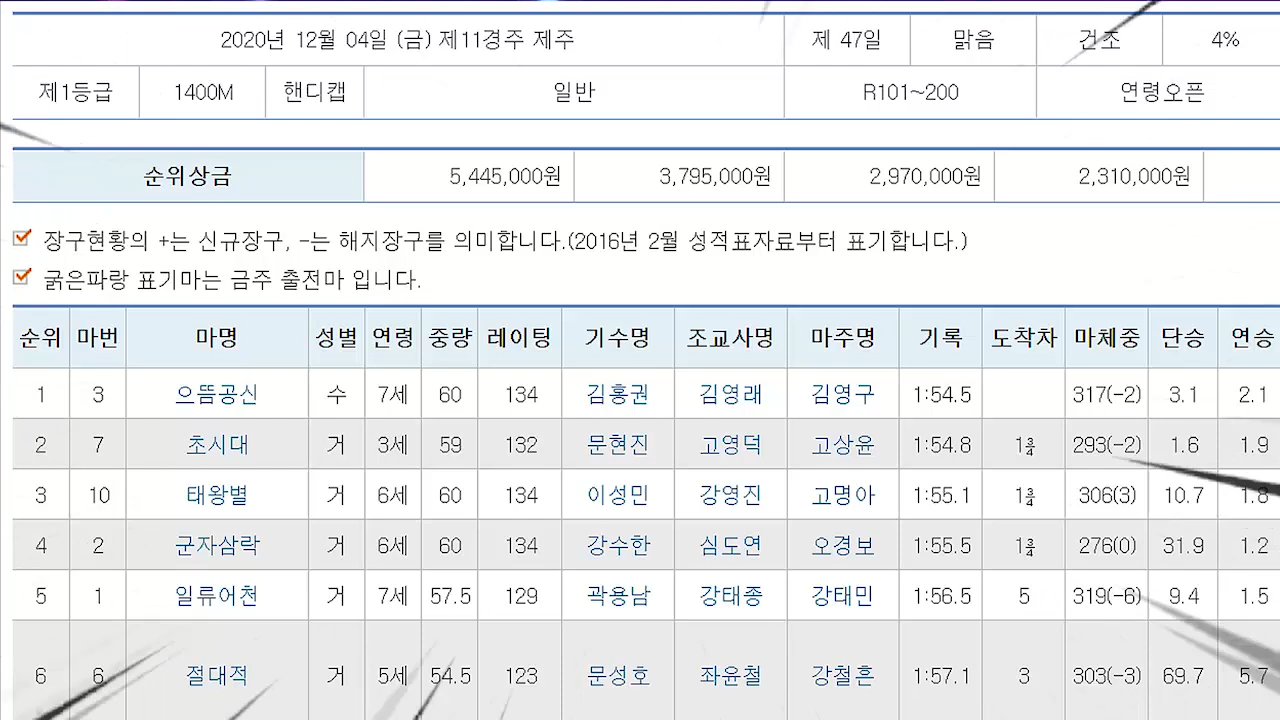 2020년 12월 04일 (금) 제11경주 제주 제 47일 맑음 건조 4%
제1등급 1400M 핸디캡 일반 R101~200 연령오픈
순위상금 5,445,000원 3,795,000원 2,970,000원 2,310,000원
장구현황의 +는 신규장구, -는 해지장구를 의미합니다.(2016년 2월 성적표자료부터 표기합니다.)
굵은파랑 표기마는 금주 출전마 입니다.
순위 마번 마명 성별 연령 중량 레이팅 기수명 조교사명 마주명 기록 도착차 마체중 단승 연승
1 3 으뜸공신 수 7세 60 134 김홍권 김영래 김영구 1:54.5 317(-2) 3.1 2.1
2 7 초시대 거 3세 59 132 문현진 고영덕 고상윤 1:54.8 1¾ 293(-2) 1.6 1.9
3 10 태왕별 거 6세 60 134 이성민 강영진 고명아 1:55.1 1¾ 306(3) 10.7 1.8
4 2 군자삼락 거 6세 60 134 강수한 심도연 오경보 1:55.5 1¾ 276(0) 31.9 1.2
5 1 일류어천 거 7세 57.5 129 곽용남 강태종 강태민 1:56.5 5 319(-6) 9.4 1.5
6 6 절대적 거 5세 54.5 123 문성호 좌윤철 강철흔 1:57.1 3 303(-3) 69.7 5.7